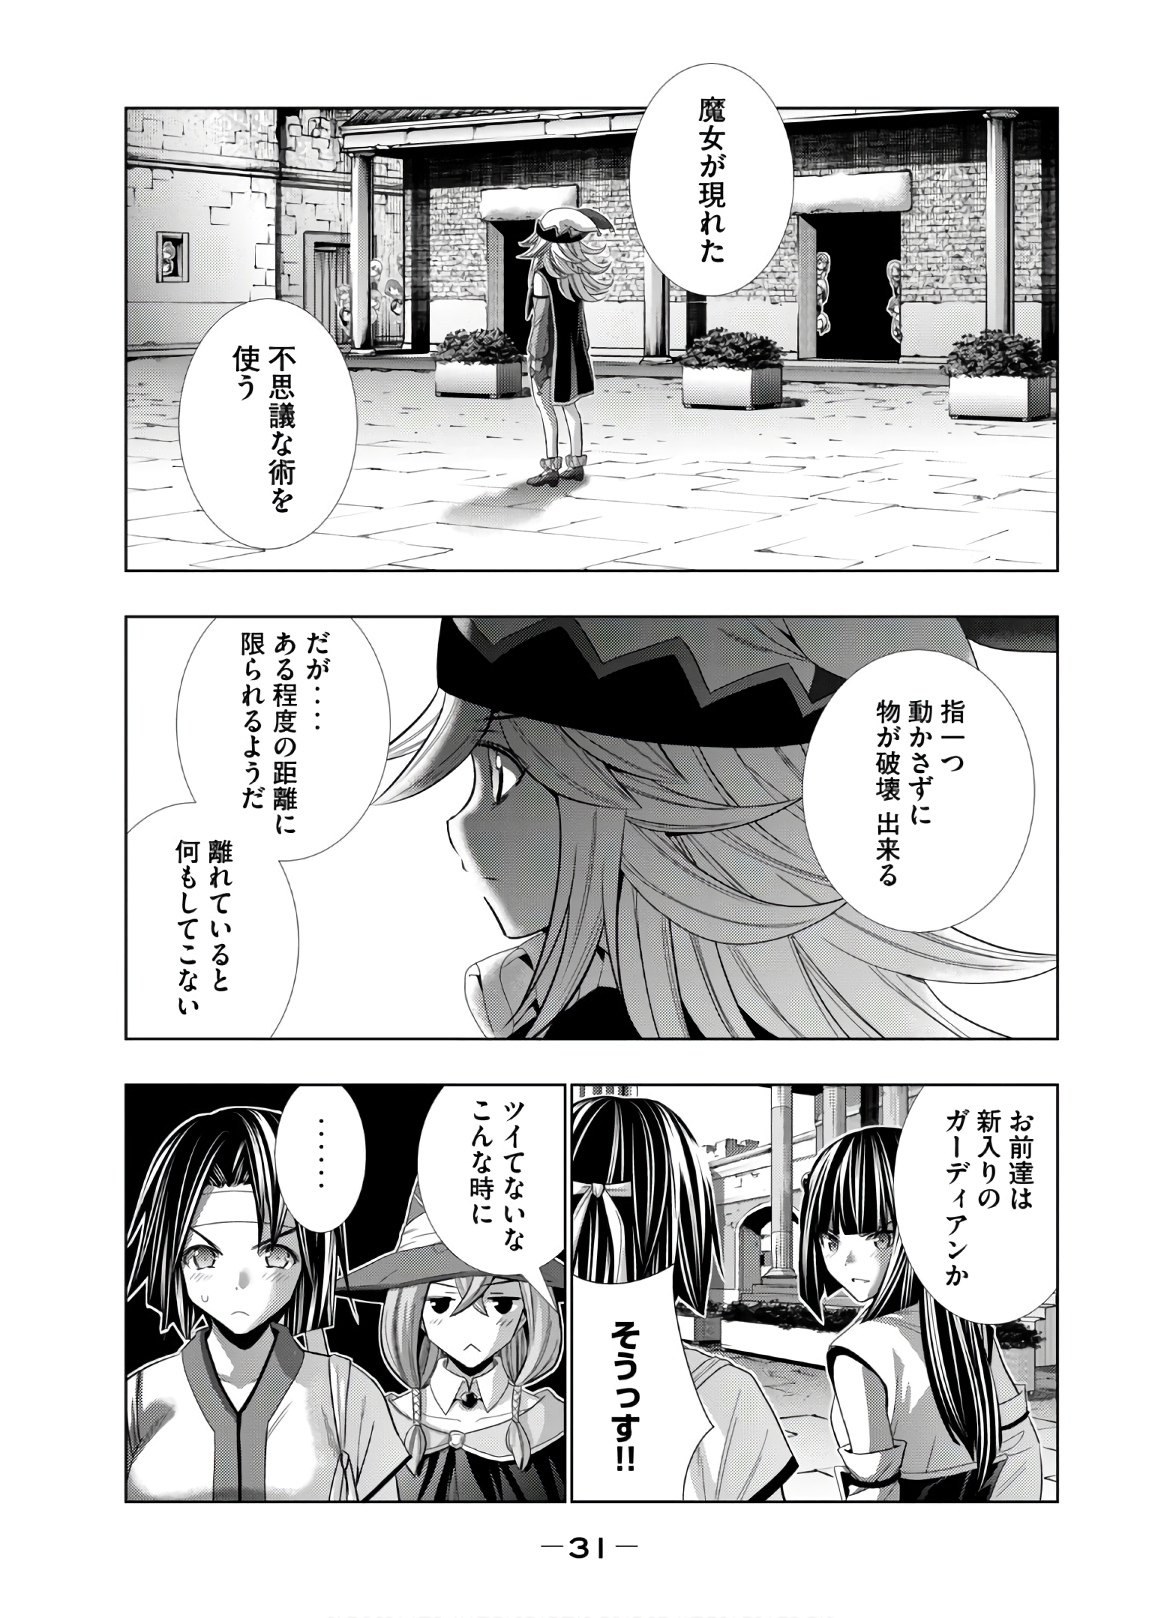 魔女が現れた
不思議な術を
使う
指一つ
動かさずに
物が破壊出来る
だが‥‥
ある程度の距離に
限られるようだ
離れていると
何もしてこない
お前達は
新入りの
ガーディアンか
そうっす!!
ツイてないな
こんな時に
‥‥‥
—31—